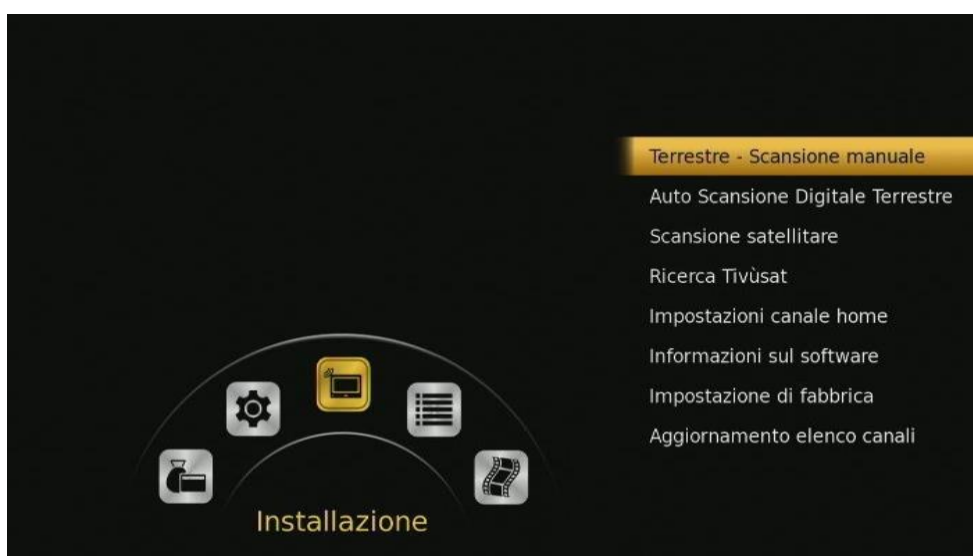 Terrestre - Scansione manuale
Auto Scansione Digitale Terrestre
Scansione satellitare
Ricerca Tivùsat
Impostazioni canale home
Informazioni sul software
Impostazione di fabbrica
Aggiornamento elenco canali
Installazione